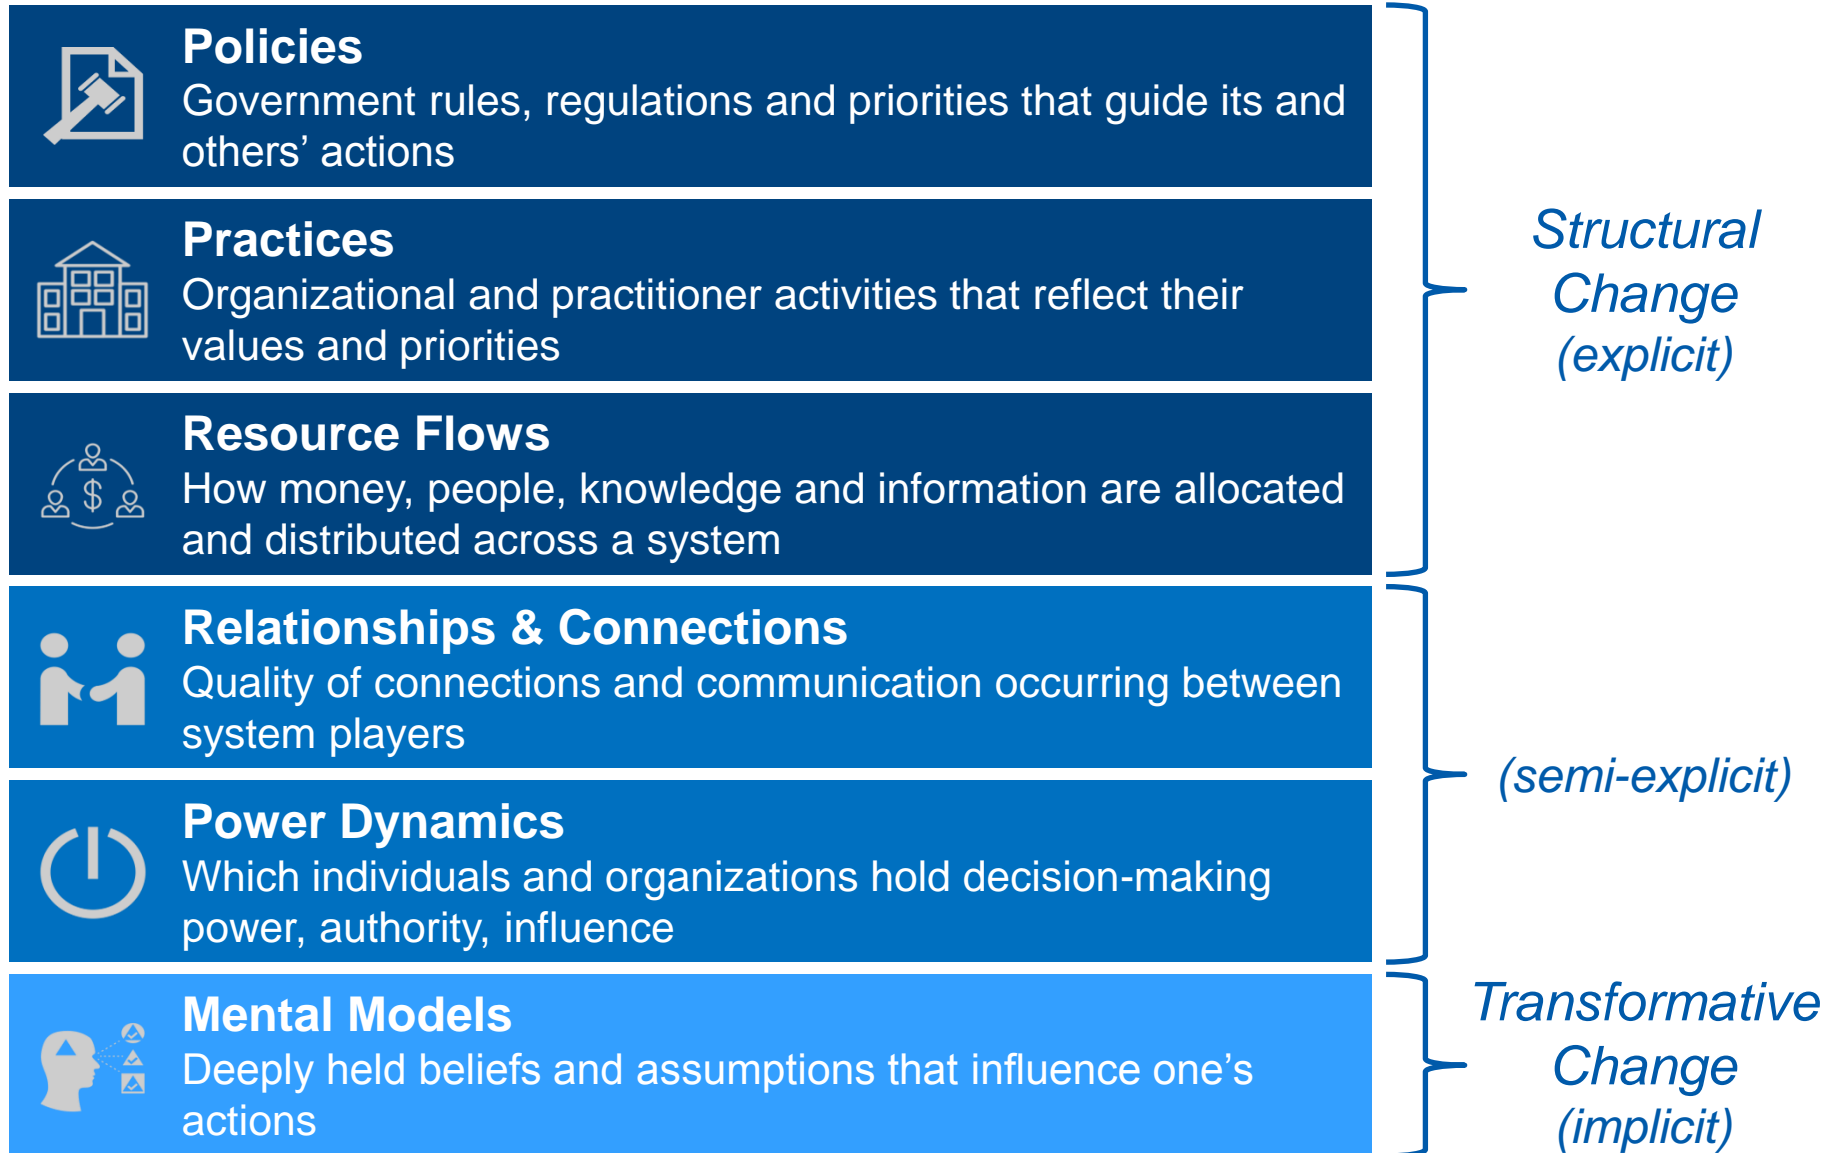 Policies
Government rules, regulations and priorities that guide its and
others’ actions
Practices
Organizational and practitioner activities that reflect their
values and priorities
Resource Flows
$
How money, people, knowledge and information are allocated
and distributed across a system
Structural
Change
(explicit)
Relationships & Connections
Quality of connections and communication occurring between
system players
Power Dynamics
Which individuals and organizations hold decision-making
power, authority, influence
(semi-explicit)
Mental Models
Deeply held beliefs and assumptions that influence one’s
actions
Transformative
Change
(implicit)